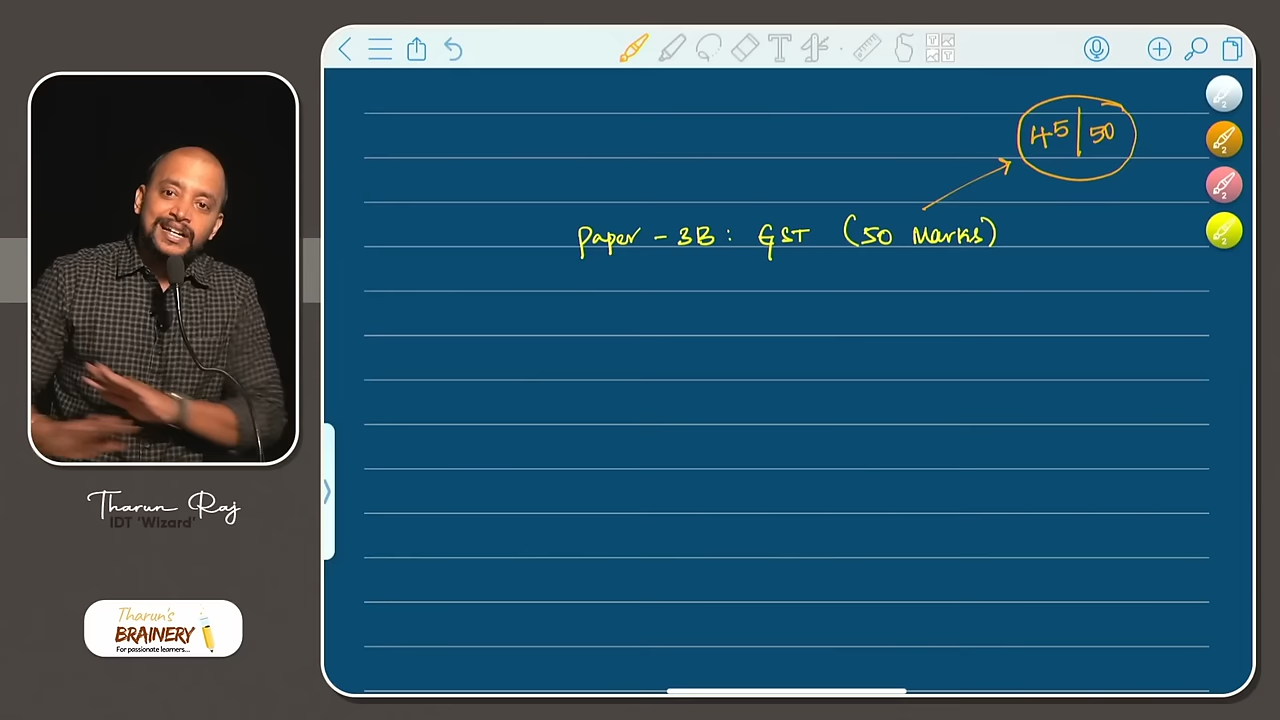 45 | 50
Paper - 3B : GST (50 Marks)
Tharun Raj
IDT 'Wizard'
Tharun's
BRAINERY
For passionate learners...